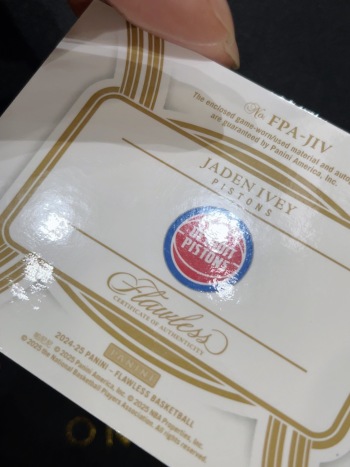 No. FPA-JIV
The enclosed game-worn/used material and
are guaranteed by Panini America, Inc.
JADEN IVEY
PISTONS
DETROIT
PISTONS
Flawless
CERTIFICATE OF AUTHENTICITY
PANINI
2024-25 PANINI - FLAWLESS BASKETBALL
© 2025 Panini America, Inc. © 2025 NBA Properties, Inc.
© 2025 the National Basketball Players Association. All rights reserved.